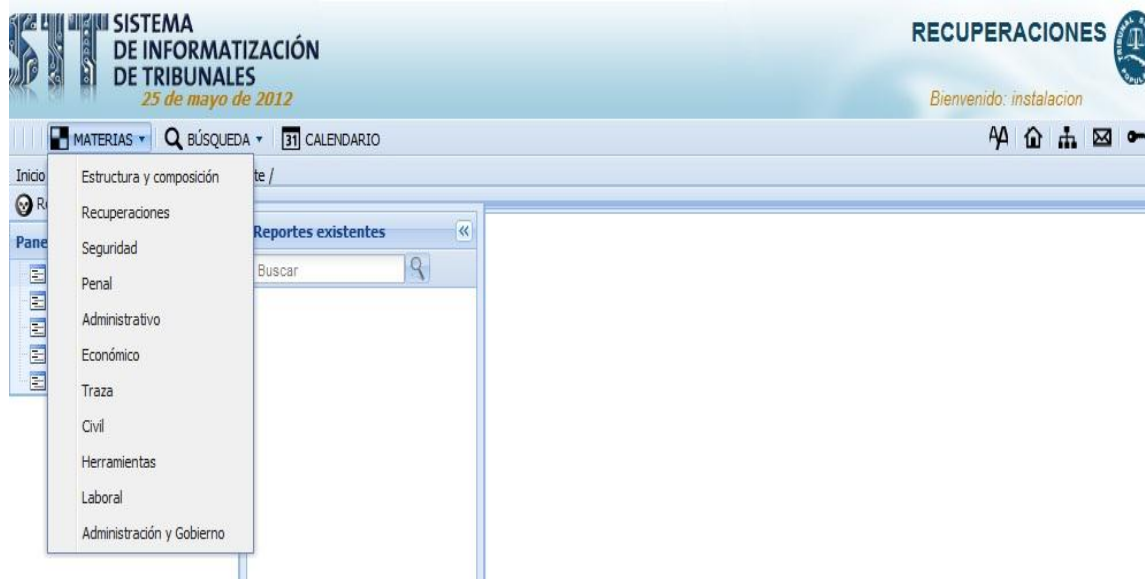 SIT SISTEMA
DE INFORMATIZACIÓN
DE TRIBUNALES
25 de mayo de 2012
RECUPERACIONES
Bienvenido: instalacion
MATERIAS BÚSQUEDA 31 CALENDARIO
Inicio te /
Estructura y composición
Recuperaciones
Seguridad
Penal
Administrativo
Económico
Traza
Civil
Herramientas
Laboral
Administración y Gobierno
Pane
Reportes existentes
Buscar